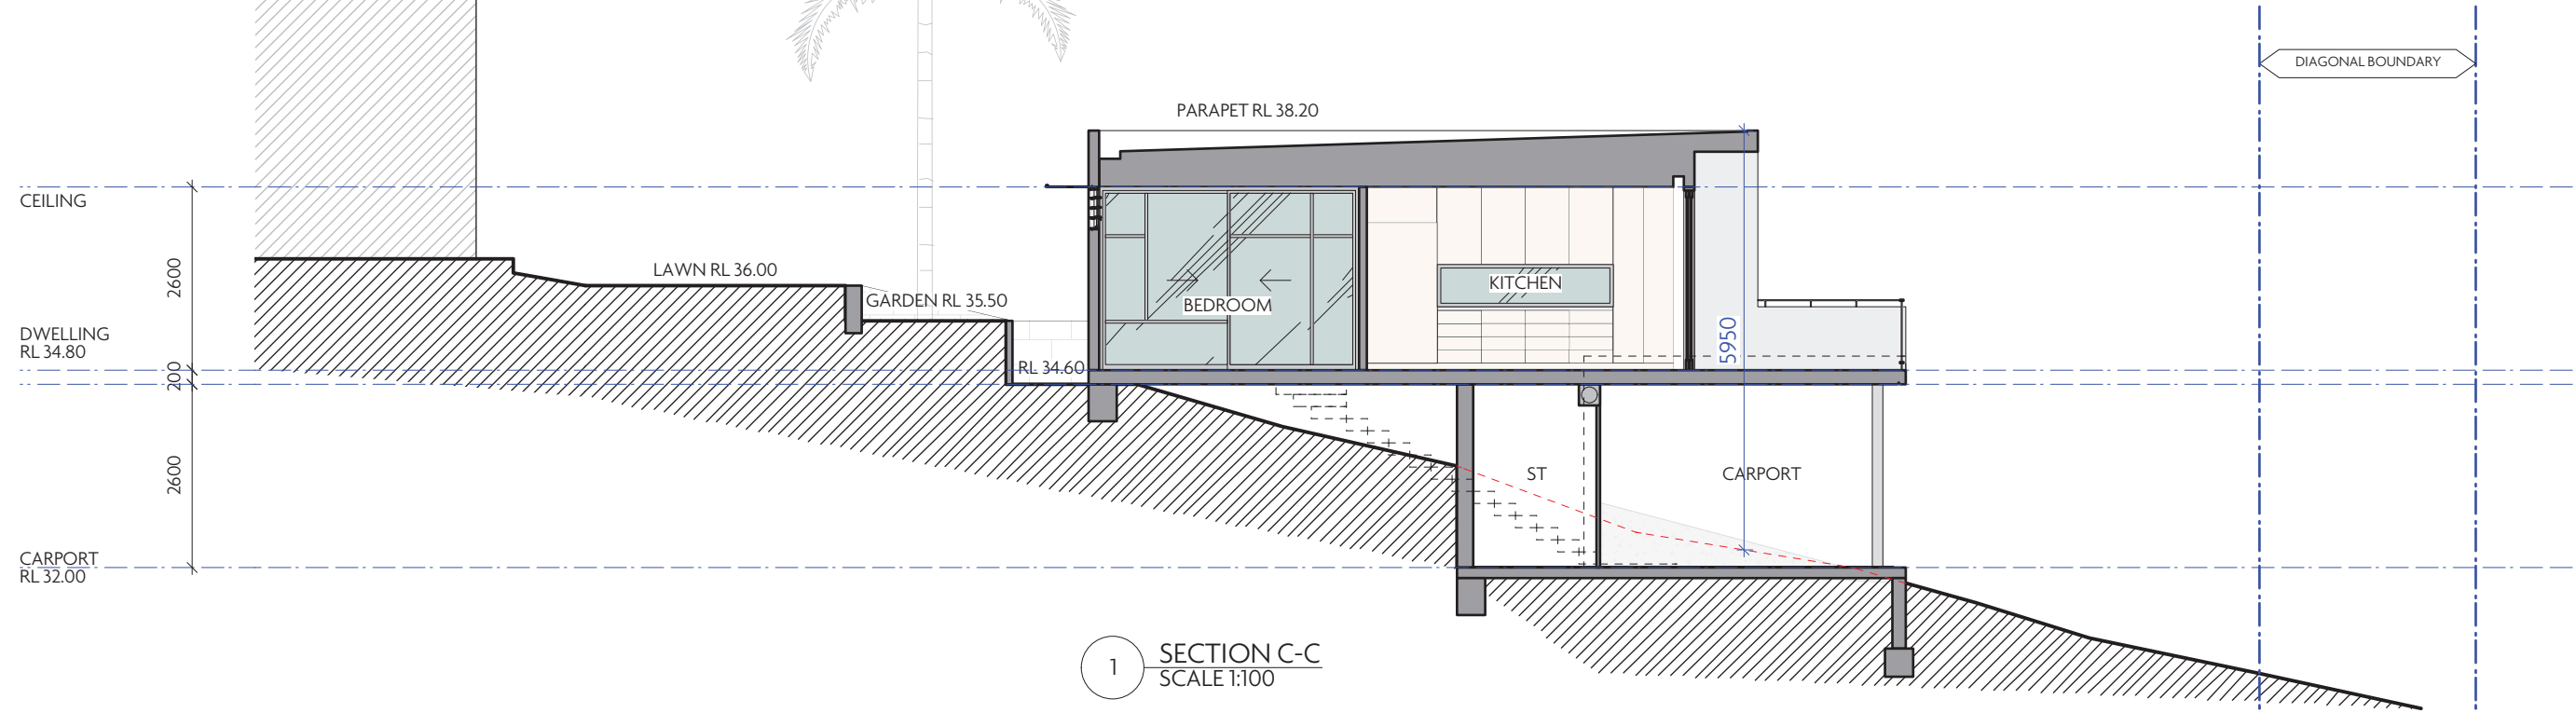 DIAGONAL BOUNDARY
PARAPET RL 38.20
CEILING
2600
LAWN RL 36.00
GARDEN RL 35.50
KITCHEN
BEDROOM
DWELLING
RL 34.80
5950
RL 34.60
200
2600
ST
CARPORT
CARPORT
RL 32.00
1
SECTION C-C
SCALE 1:100